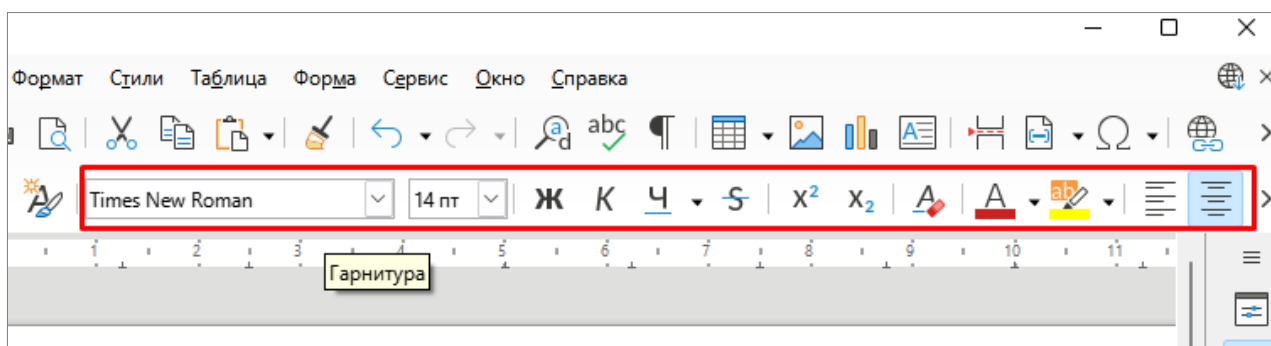 Формат Стили Таблица Форма Сервис Окно Справка
a abç ¶ A Ω
Times New Roman 14 пт Ж К Ч S X² X₂ A A ab
1 2 3 4 5 6 7 8 9 10 11
Гарнитура